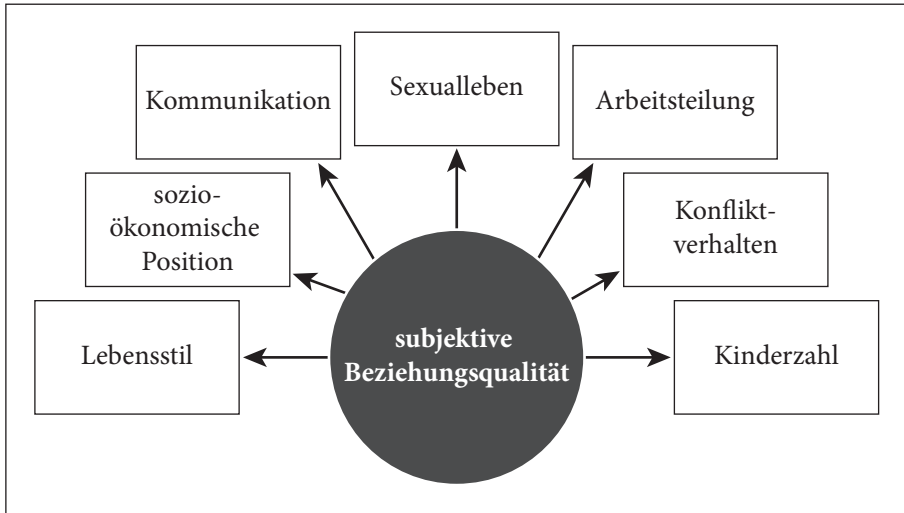 Kommunikation
Sexualleben
Arbeitsteilung
sozio-
ökonomische
Position
Konflikt-
verhalten
Lebensstil
subjektive
Beziehungsqualität
Kinderzahl